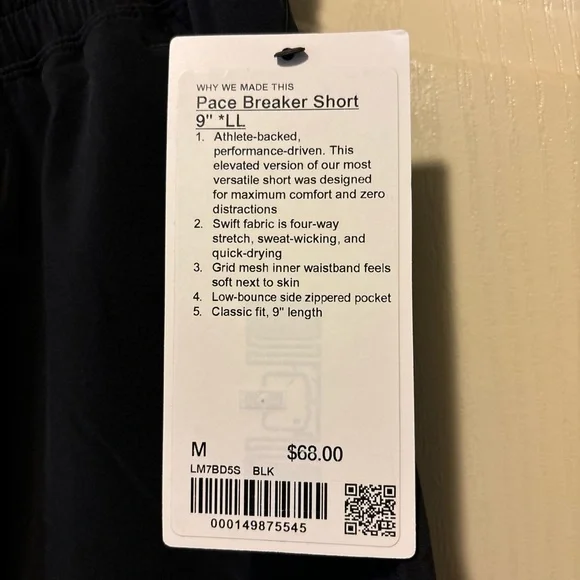 WHY WE MADE THIS
Pace Breaker Short
9" *LL
1. Athlete-backed,
performance-driven. This
elevated version of our most
versatile short was designed
for maximum comfort and zero
distractions
2. Swift fabric is four-way
stretch, sweat-wicking, and
quick-drying
3. Grid mesh inner waistband feels
soft next to skin
4. Low-bounce side zippered pocket
5. Classic fit, 9" length
M $68.00
LM7BD5S BLK
000149875545